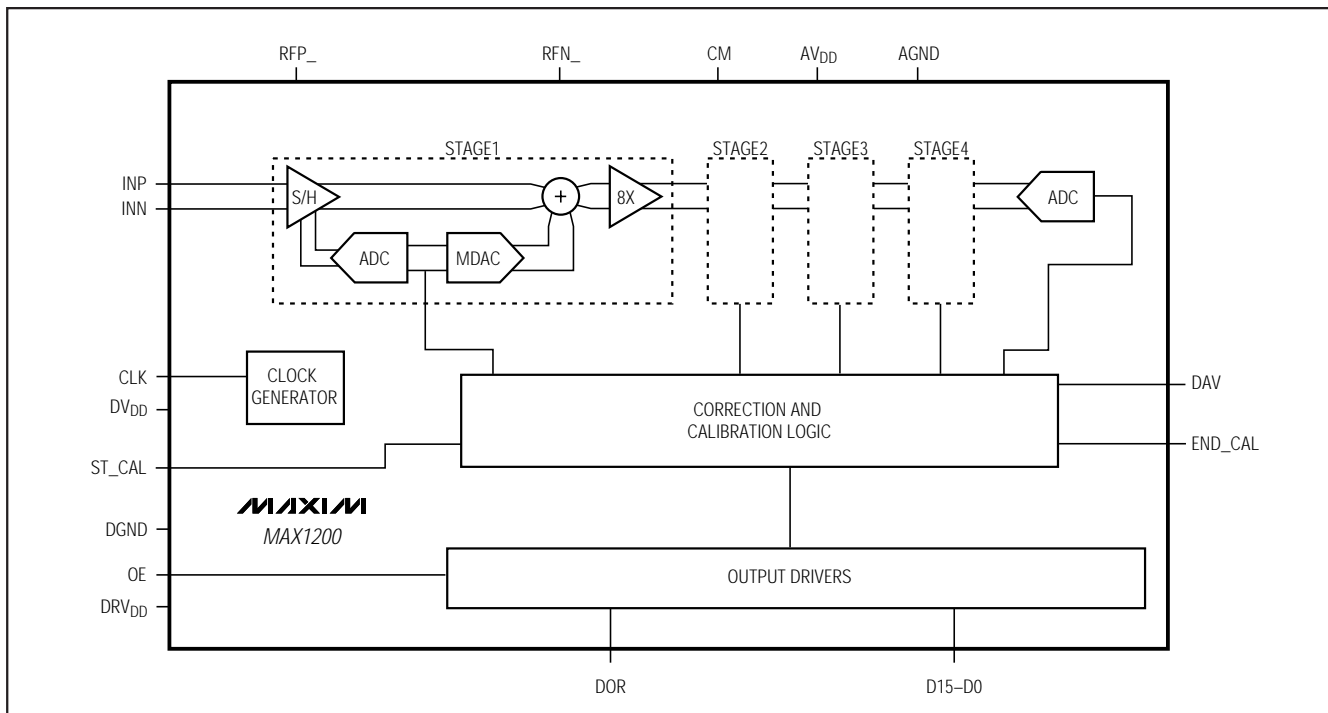 RFP_
RFN_
CM
AVDD
AGND
STAGE1
STAGE2
STAGE3
STAGE4
INP
INN
S/H
+
8X
ADC
ADC
MDAC
CLK
CLOCK
GENERATOR
DVDD
CORRECTION AND
CALIBRATION LOGIC
DAV
END_CAL
ST_CAL
MAXIM
MAX1200
DGND
OE
OUTPUT DRIVERS
DRVDD
DOR
D15–D0